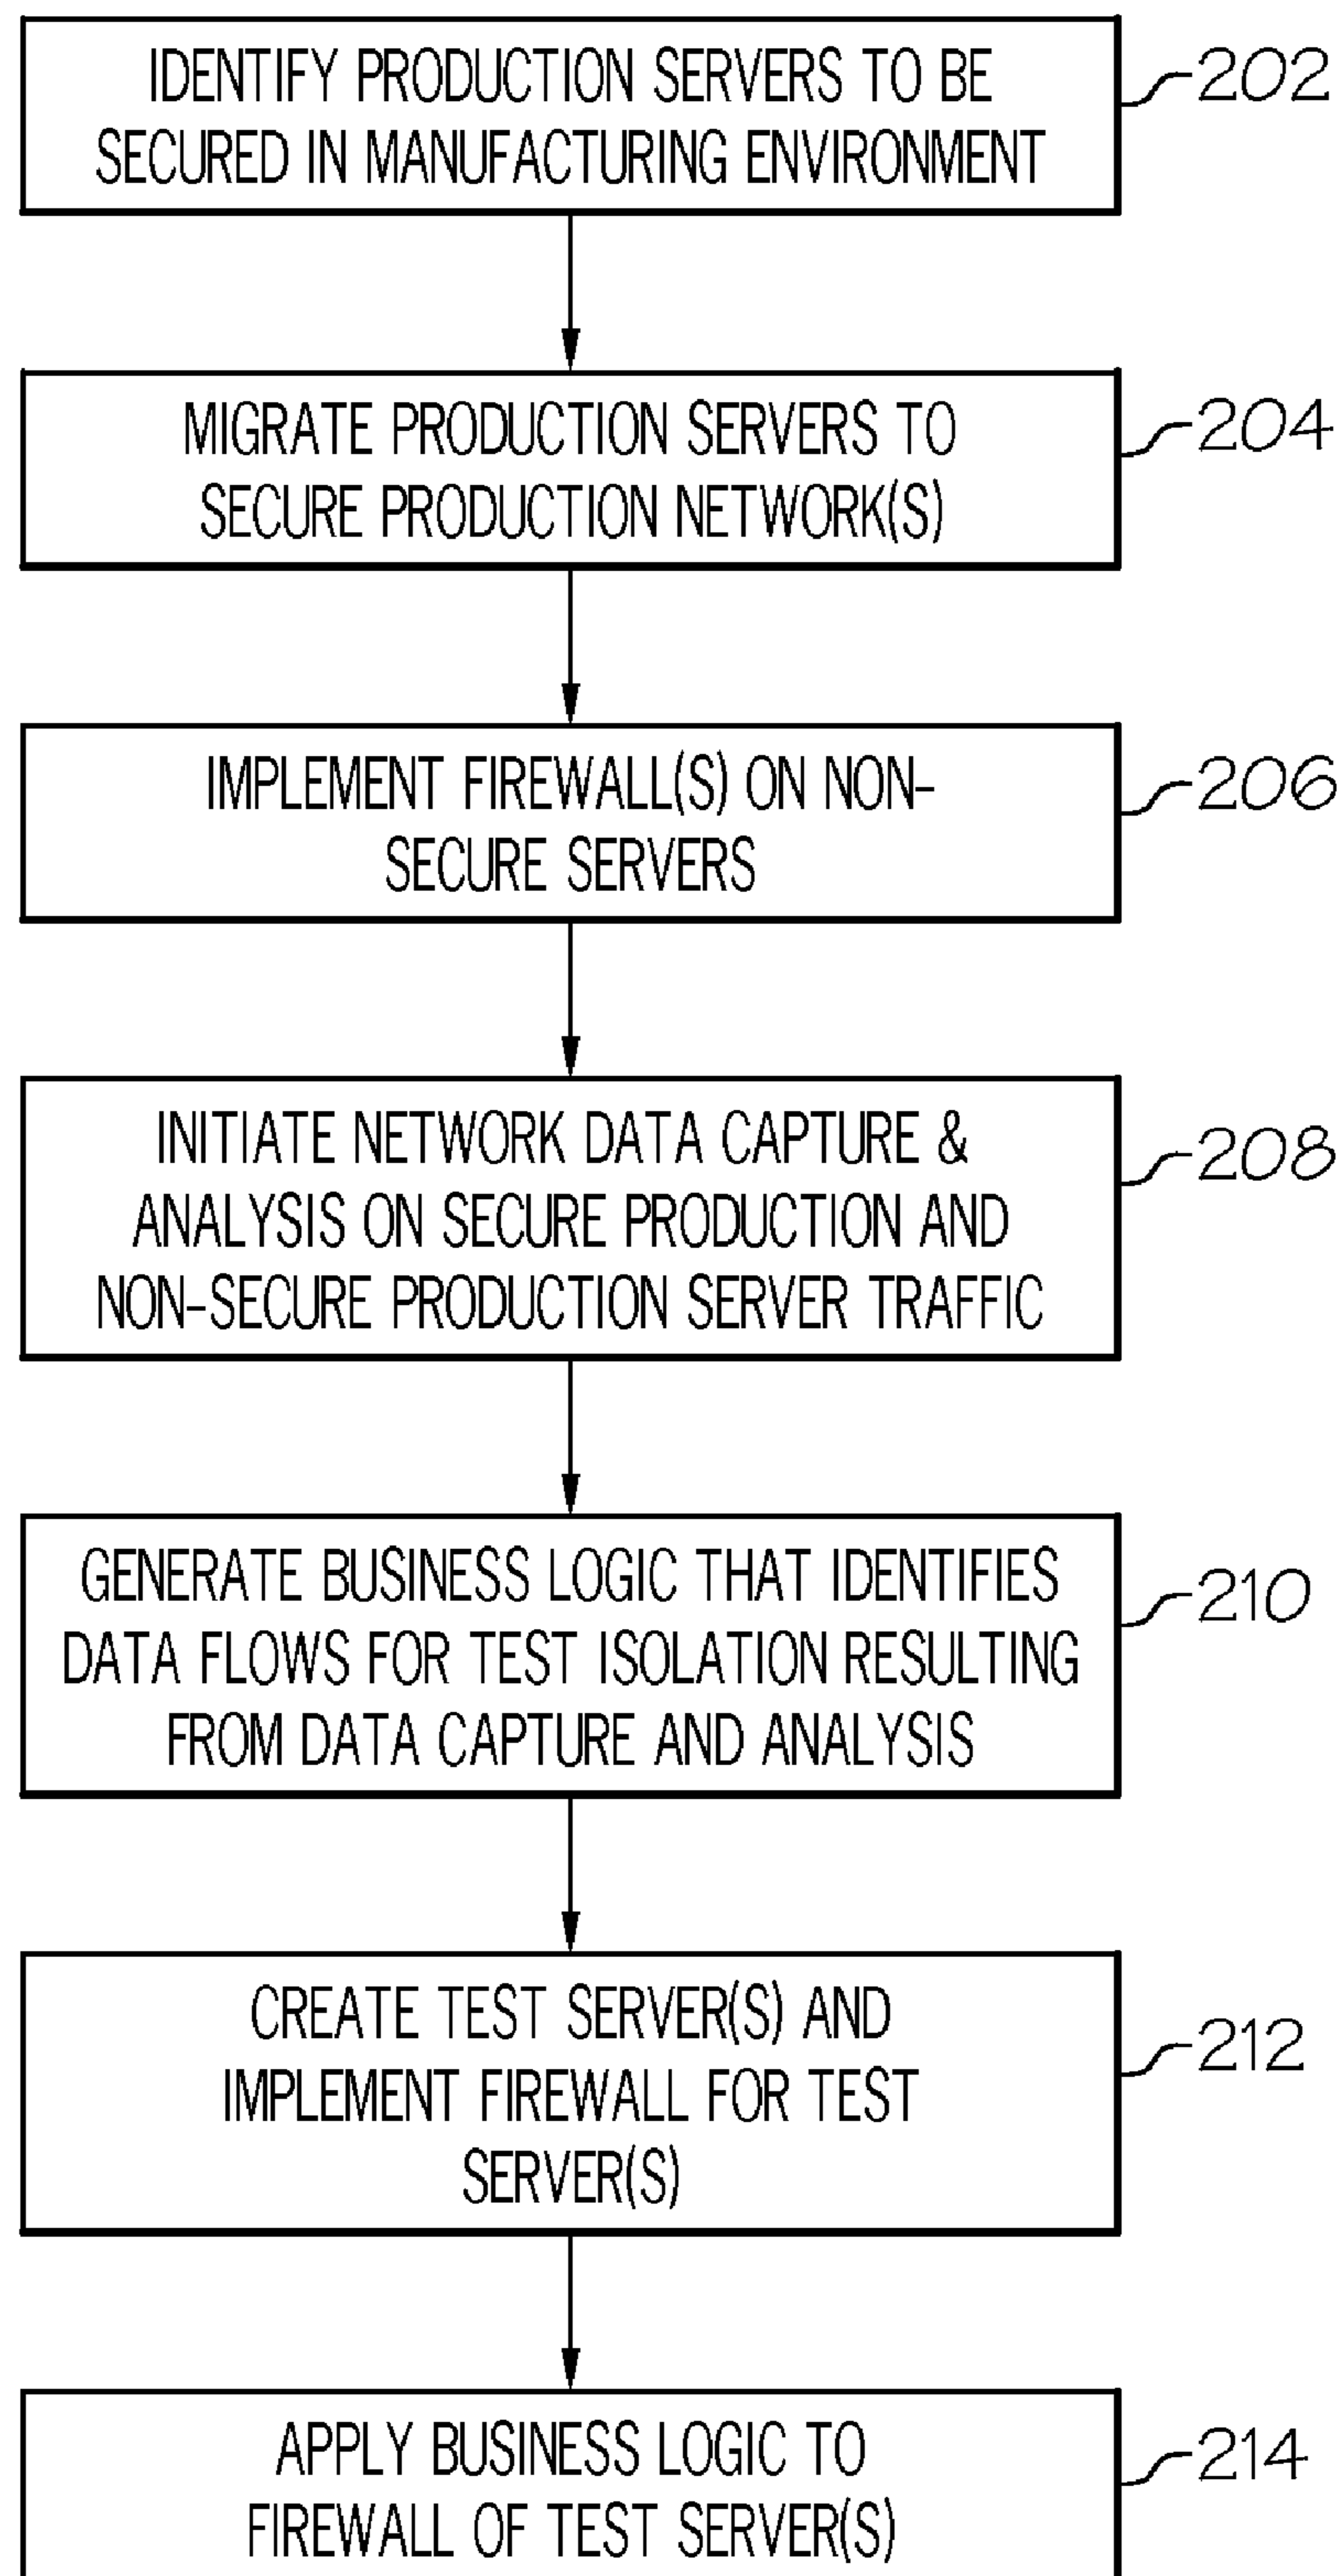 IDENTIFY PRODUCTION SERVERS TO BE
SECURED IN MANUFACTURING ENVIRONMENT
202
MIGRATE PRODUCTION SERVERS TO
SECURE PRODUCTION NETWORK(S)
204
IMPLEMENT FIREWALL(S) ON NON-
SECURE SERVERS
206
INITIATE NETWORK DATA CAPTURE &
ANALYSIS ON SECURE PRODUCTION AND
NON-SECURE PRODUCTION SERVER TRAFFIC
208
GENERATE BUSINESS LOGIC THAT IDENTIFIES
DATA FLOWS FOR TEST ISOLATION RESULTING
FROM DATA CAPTURE AND ANALYSIS
210
CREATE TEST SERVER(S) AND
IMPLEMENT FIREWALL FOR TEST
SERVER(S)
212
APPLY BUSINESS LOGIC TO
FIREWALL OF TEST SERVER(S)
214